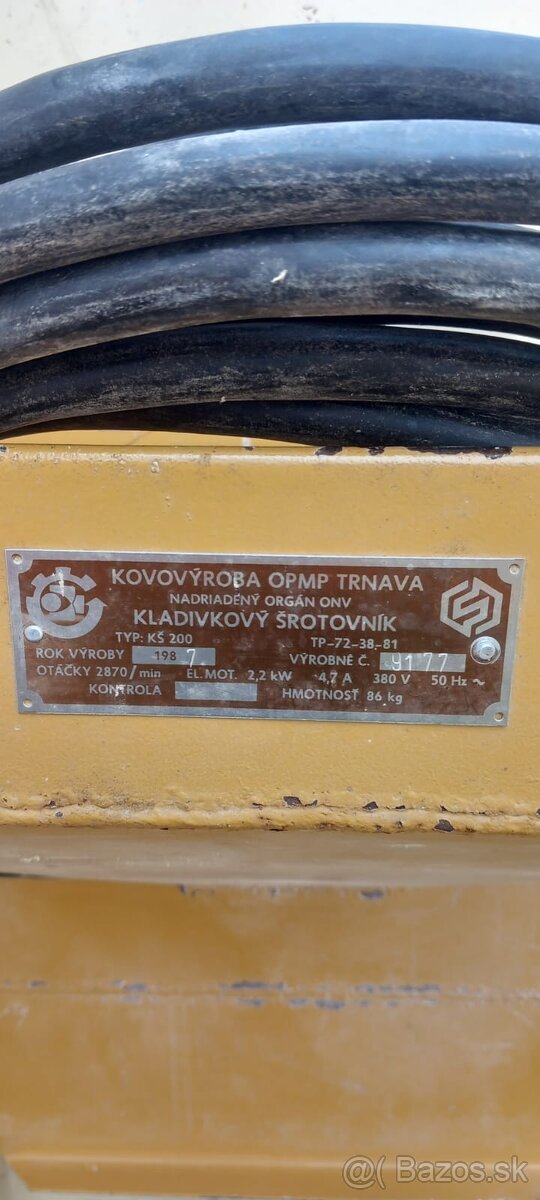 KOVOVÝROBA OPMP TRNAVA
NADRIADENÝ ORGÁN ONV
KLADIVKOVÝ ŠROTOVNÍK
TYP: KŠ 200 TP-72-38,-81
ROK VÝROBY 198 7 VÝROBNÉ Č. 9177
OTÁČKY 2870/min EL.MOT. 2,2 kW 4,7 A 380 V 50 Hz ~
KONTROLA HMOTNOSŤ 86 kg
@( Bazos.sk